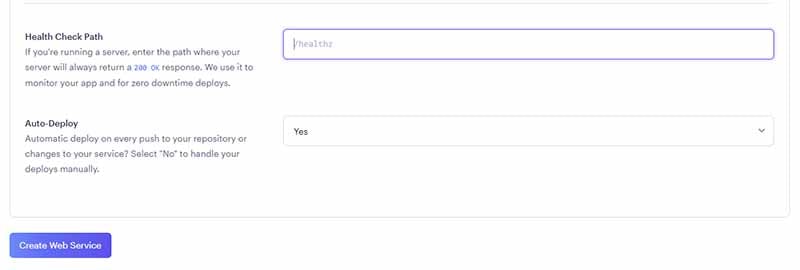 Health Check Path
If you're running a server, enter the path where your
server will always return a 200 OK response. We use it to
monitor your app and for zero downtime deploys.
/healthz
Auto-Deploy
Automatic deploy on every push to your repository or
changes to your service? Select "No" to handle your
deploys manually.
Yes
Create Web Service